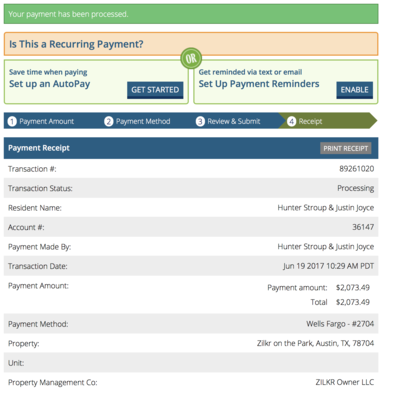 Your payment has been processed.
Is This a Recurring Payment?
OR
Save time when paying
Set up an AutoPay
GET STARTED
Get reminded via text or email
Set Up Payment Reminders
ENABLE
1 Payment Amount
2 Payment Method
3 Review & Submit
4 Receipt
Payment Receipt PRINT RECEIPT
Transaction #: 89261020
Transaction Status: Processing
Resident Name: Hunter Stroup & Justin Joyce
Account #: 36147
Payment Made By: Hunter Stroup & Justin Joyce
Transaction Date: Jun 19 2017 10:29 AM PDT
Payment Amount: Payment amount: $2,073.49
Total $2,073.49
Payment Method: Wells Fargo - #2704
Property: Zilkr on the Park, Austin, TX, 78704
Unit:
Property Management Co: ZILKR Owner LLC